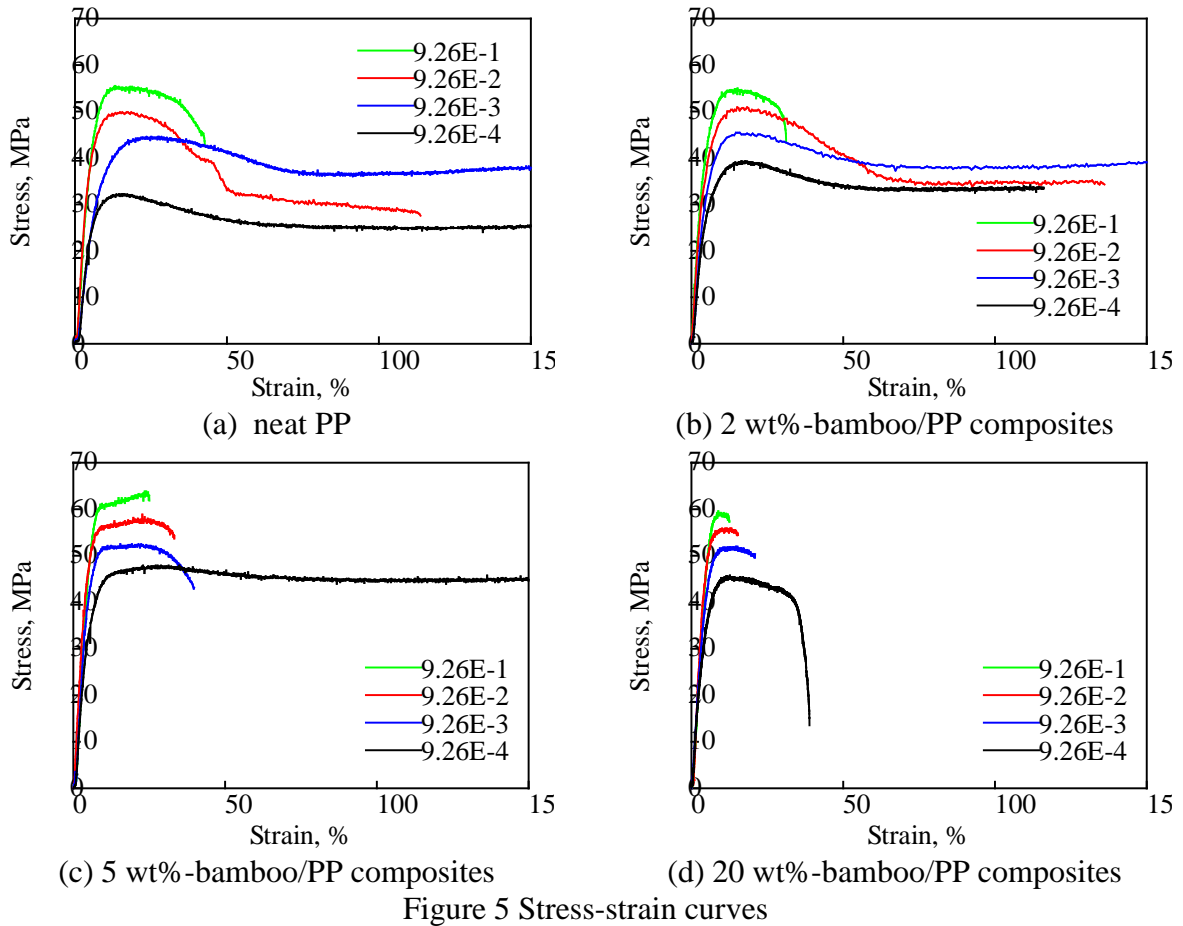 70
60
50
40
30
20
10
0
Stress, MPa
9.26E-1
9.26E-2
9.26E-3
9.26E-4
0 50 100 15
Strain, %
(a) neat PP
70
60
50
40
30
20
10
0
Stress, MPa
9.26E-1
9.26E-2
9.26E-3
9.26E-4
0 50 100 15
Strain, %
(b) 2 wt%-bamboo/PP composites
70
60
50
40
30
20
10
0
Stress, MPa
9.26E-1
9.26E-2
9.26E-3
9.26E-4
0 50 100 15
Strain, %
(c) 5 wt%-bamboo/PP composites
70
60
50
40
30
20
10
0
Stress, MPa
9.26E-1
9.26E-2
9.26E-3
9.26E-4
0 50 100 15
Strain, %
(d) 20 wt%-bamboo/PP composites
Figure 5 Stress-strain curves